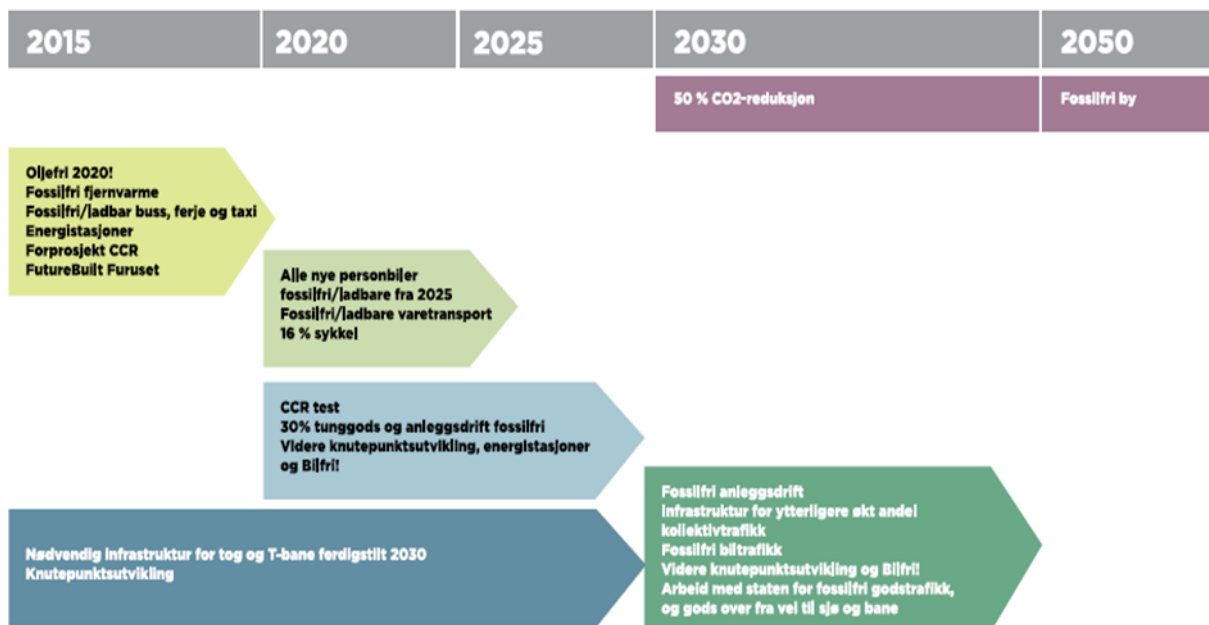 2015
2020
2025
2030
2050
50 % CO2-reduksjon
Fossilfri by
Oljefri 2020!
Fossilfri fjernvarme
Fossilfri/ladbar buss, ferje og taxi
Energistasjoner
Forprosjekt CCR
FutureBuilt Furuset
Alle nye personbiler
fossilfri/ladbare fra 2025
Fossilfri/ladbare varetransport
16 % sykkel
CCR test
30% tunggods og anleggsdrift fossilfri
Videre knutepunktsutvikling, energistasjoner
og Bilfri!
Nødvendig infrastruktur for tog og T-bane ferdigstilt 2030
Knutepunktsutvikling
Fossilfri anleggsdrift
Infrastruktur for ytterligere økt andel
kollektivtrafikk
Fossilfri biltrafikk
Videre knutepunktsutvikling og Bilfri!
Arbeid med staten for fossilfri godstrafikk,
og gods over fra vei til sjø og bane